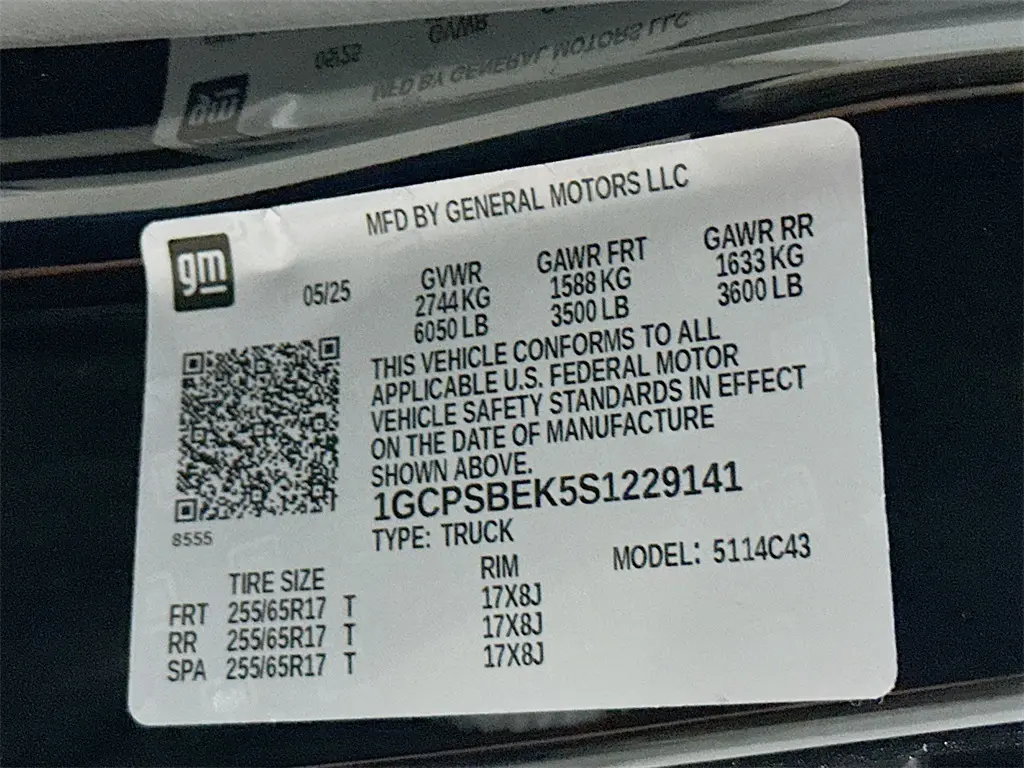 MFD BY GENERAL MOTORS LLC
gm
05/25 GVWR GAWR FRT GAWR RR
2744 KG 1588 KG 1633 KG
6050 LB 3500 LB 3600 LB
THIS VEHICLE CONFORMS TO ALL
APPLICABLE U.S. FEDERAL MOTOR
VEHICLE SAFETY STANDARDS IN EFFECT
ON THE DATE OF MANUFACTURE
SHOWN ABOVE.
1GCPSBEK5S1229141
8555
TYPE: TRUCK
MODEL: 5114C43
TIRE SIZE RIM
FRT 255/65R17 T 17X8J
RR 255/65R17 T 17X8J
SPA 255/65R17 T 17X8J